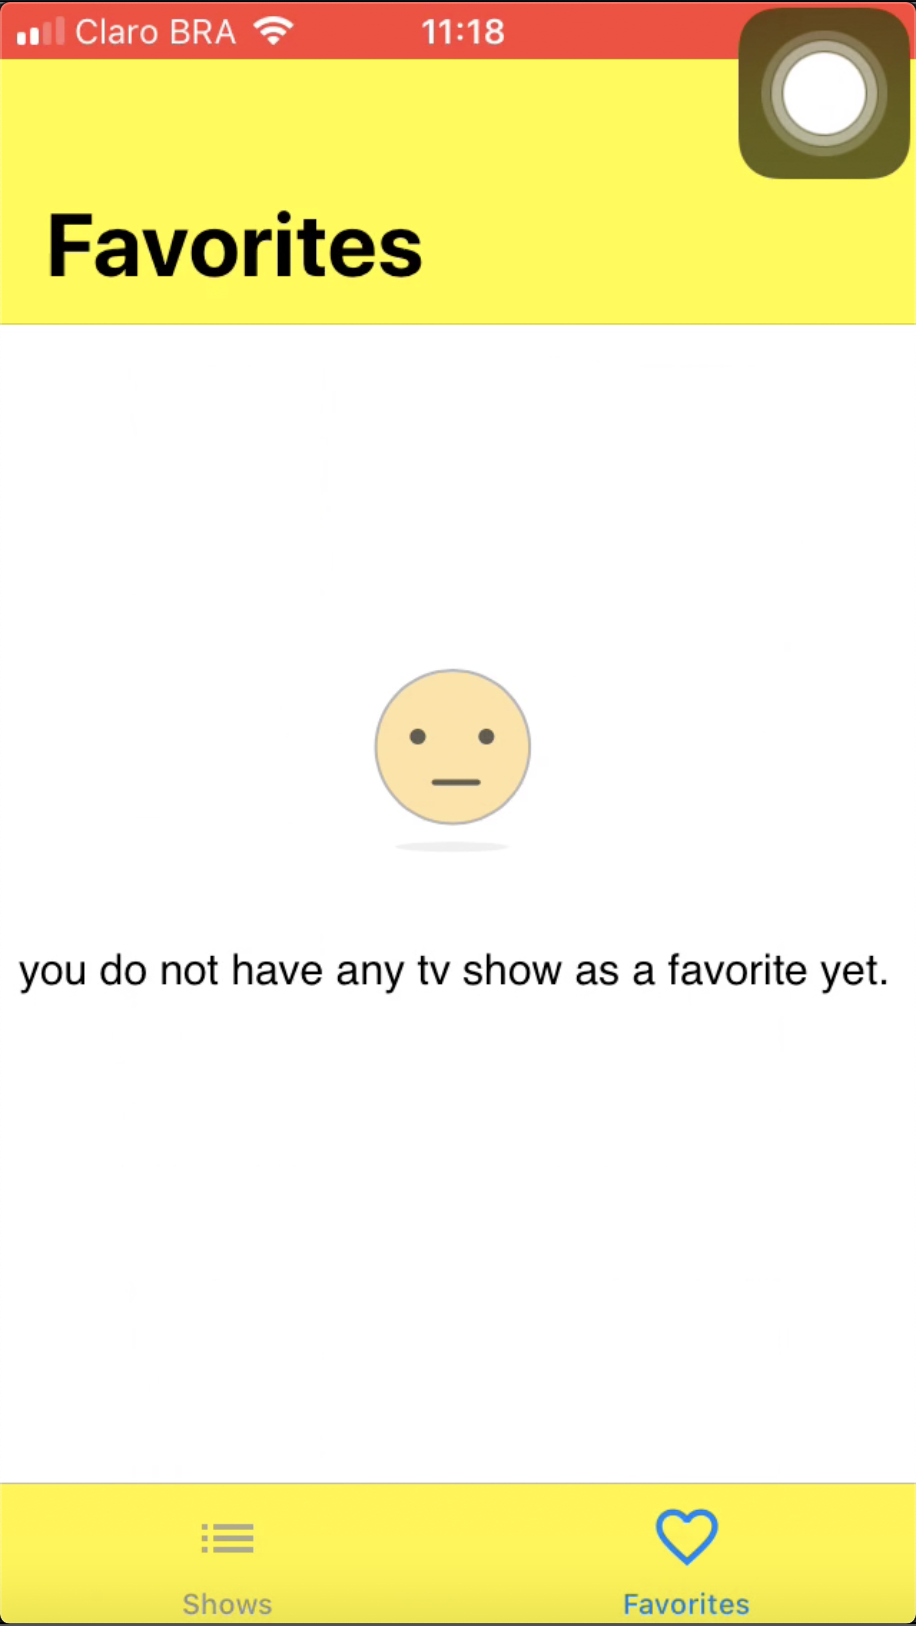 Claro BRA 11:18
Favorites
you do not have any tv show as a favorite yet.
Shows Favorites